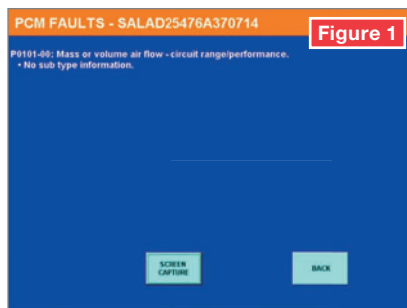 PCM FAULTS - SALAD25476A370714
Figure 1
P0101-00: Mass or volume air flow - circuit range/performance.
• No sub type information.
SCREEN
CAPTURE
BACK